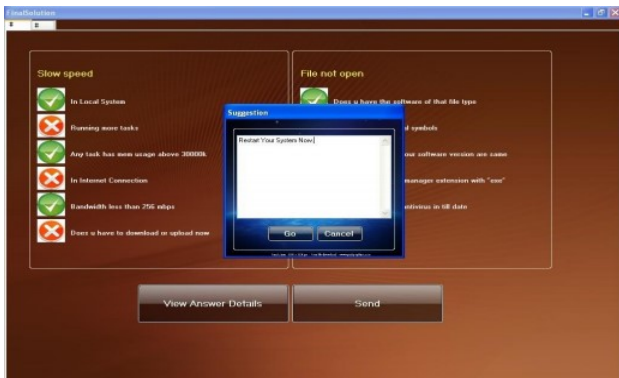 FinalSolution
Slow speed
In Local System
Running more tasks
Any task has mem usage above 30000k
In Internet Connection
Bandwidth less than 256 mbps
Does u have to download or upload now
File not open
Does u have the software of that file type
symbols
our software version are same
manager extension with "exe"
antivirus in till date
Suggestion
Restart Your System Now
Go
Cancel
View Answer Details
Send